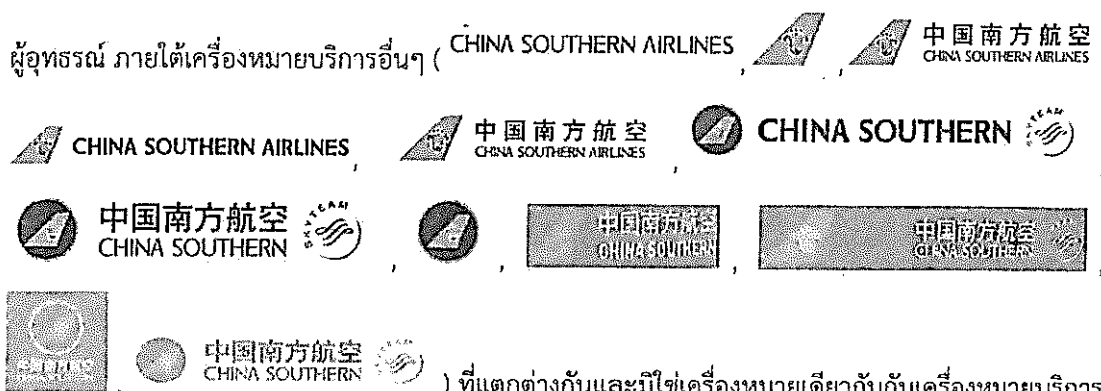 ผู้อุทธรณ์ ภายใต้เครื่องหมายบริการอื่นๆ ( CHINA SOUTHERN AIRLINES , , 中国南方航空
CHINA SOUTHERN AIRLINES
CHINA SOUTHERN AIRLINES , 中国南方航空
CHINA SOUTHERN AIRLINES , CHINA SOUTHERN SKYTEAM ,
中国南方航空
CHINA SOUTHERN SKYTEAM , , 中国南方航空
CHINA SOUTHERN , 中国南方航空
CHINA SOUTHERN ,
, 中国南方航空
CHINA SOUTHERN ) ที่แตกต่างกันและมิใช่เครื่องหมายเดียวกับกับเครื่องหมายบริการ